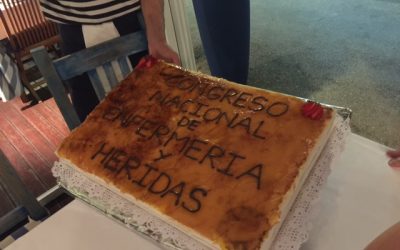 CONGRESO
NACIONAL
DE
ENFERMERIA
Y
HERIDAS